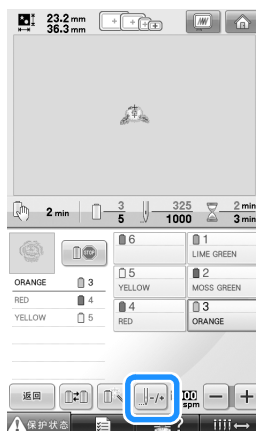 23.2 mm
36.3 mm
2 min
3
5
325
1000
2 min
3 min
STOP
ORANGE 3
RED 4
YELLOW 5
6
1
LIME GREEN
5
YELLOW
2
MOSS GREEN
4
RED
3
ORANGE
返回
-/+
00
spm
- +
保护状态
?